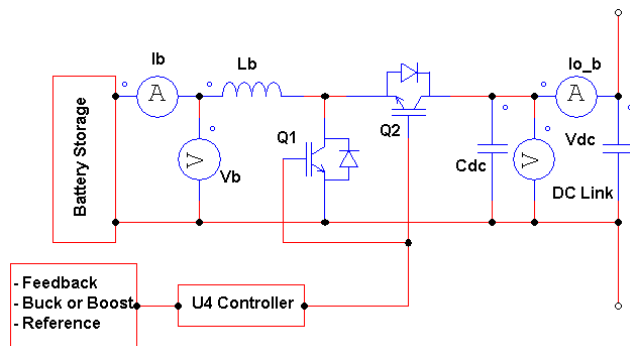 Ib
Lb
Io_b
A
A
Battery Storage
Q1
Q2
V
Vb
Cdc
V
Vdc
DC Link
- Feedback
- Buck or Boost
- Reference
U4 Controller